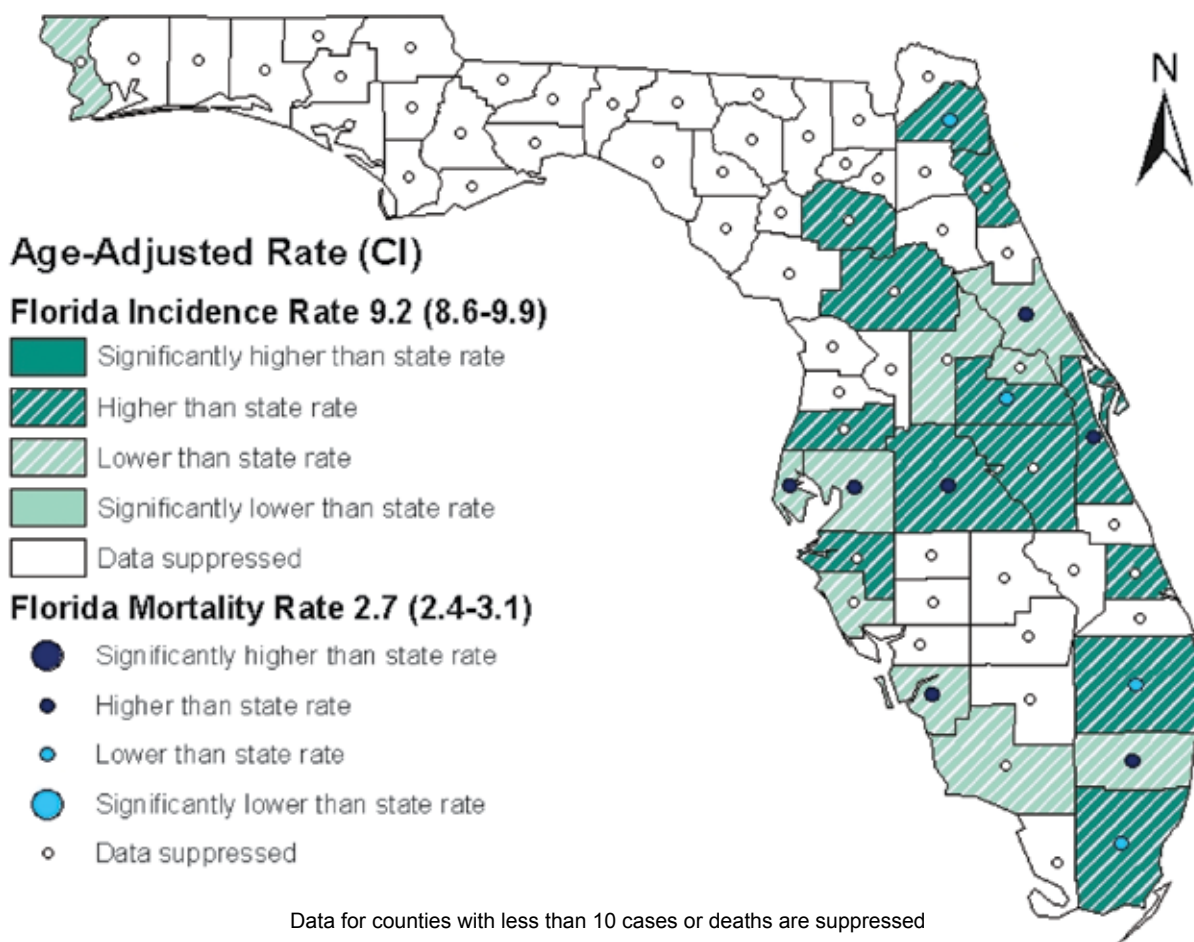 N
Age-Adjusted Rate (CI)
Florida Incidence Rate 9.2 (8.6-9.9)
Significantly higher than state rate
Higher than state rate
Lower than state rate
Significantly lower than state rate
Data suppressed
Florida Mortality Rate 2.7 (2.4-3.1)
Significantly higher than state rate
Higher than state rate
Lower than state rate
Significantly lower than state rate
Data suppressed
Data for counties with less than 10 cases or deaths are suppressed